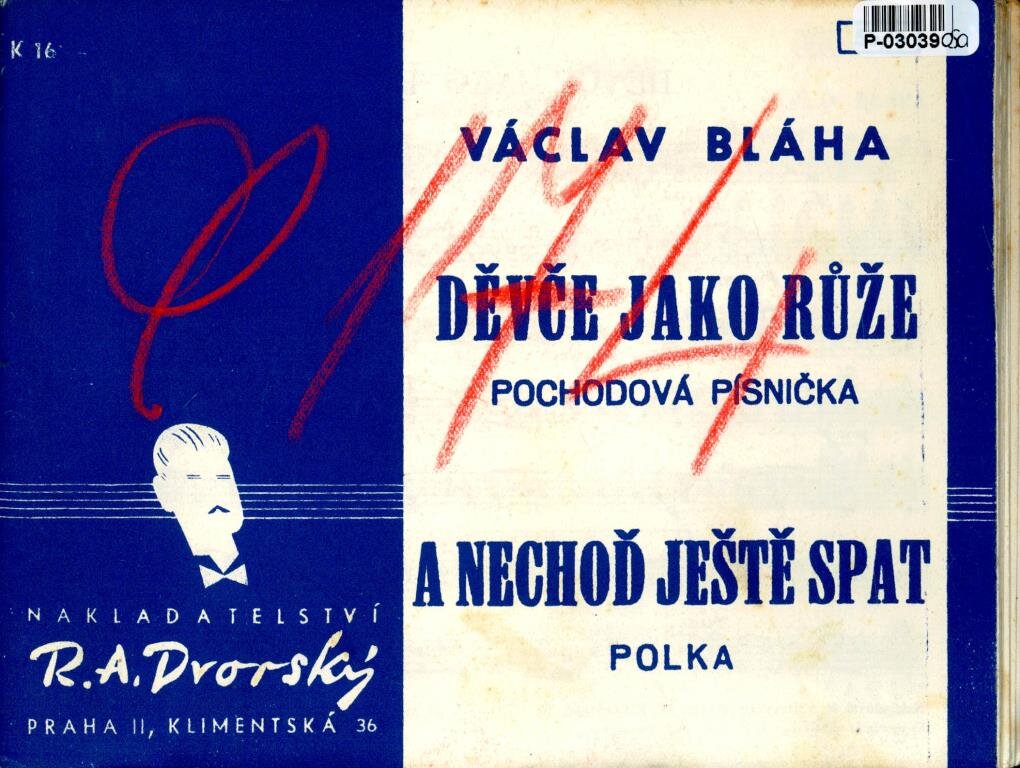 K 16
P-03039
VÁCLAV BLÁHA
DĚVČE JAKO RŮŽE
POCHODOVÁ PÍSNIČKA
A NECHOĎ JEŠTĚ SPAT
POLKA
NAKLADATELSTVÍ
R.A.Dvorský
PRAHA II, KLIMENTSKÁ 36